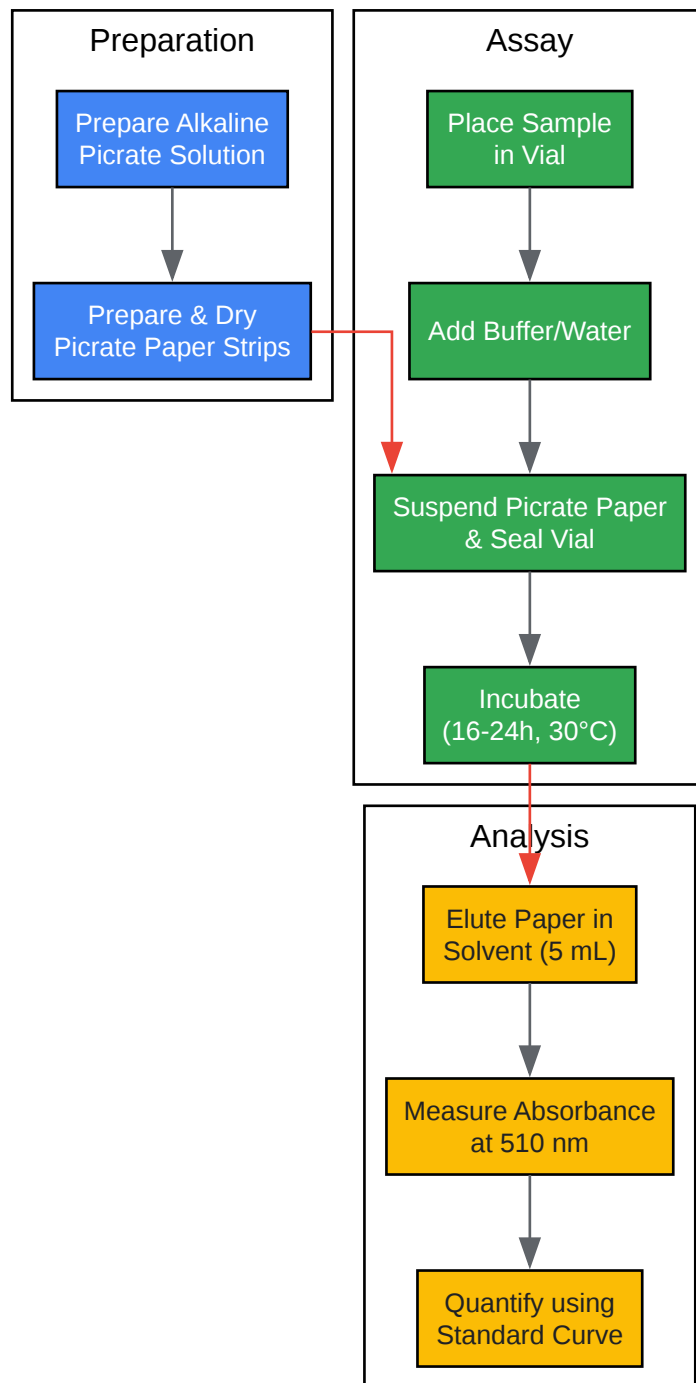 Preparation
Prepare Alkaline
Picrate Solution
Prepare & Dry
Picrate Paper Strips
Assay
Place Sample
in Vial
Add Buffer/Water
Suspend Picrate Paper
& Seal Vial
Incubate
(16-24h, 30°C)
Analysis
Elute Paper in
Solvent (5 mL)
Measure Absorbance
at 510 nm
Quantify using
Standard Curve